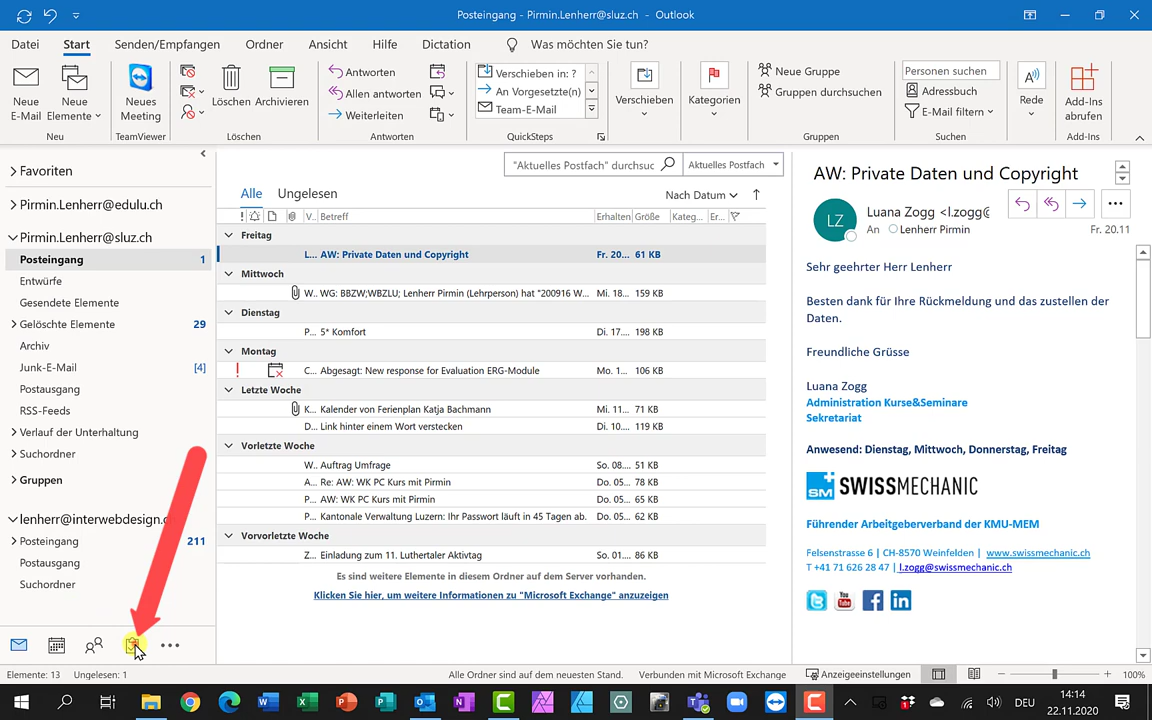 Posteingang - Pirmin.Lenherr@sluz.ch - Outlook
Datei Start Senden/Empfangen Ordner Ansicht Hilfe Dictation Was möchten Sie tun?
Neue E-Mail
Neue Elemente
Neu
Neues Meeting
TeamViewer
Löschen
Archivieren
Löschen
Antworten
Allen antworten
Weiterleiten
Antworten
Verschieben in: ?
An Vorgesetzte(n)
Team-E-Mail
QuickSteps
Verschieben
Kategorien
Neue Gruppe
Gruppen durchsuchen
Gruppen
Personen suchen
Adressbuch
E-Mail filtern
Suchen
Rede
Add-Ins abrufen
Add-Ins
Favoriten
Pirmin.Lenherr@edulu.ch
Pirmin.Lenherr@sluz.ch
Posteingang 1
Entwürfe
Gesendete Elemente
Gelöschte Elemente 29
Archiv
Junk-E-Mail [4]
Postausgang
RSS-Feeds
Verlauf der Unterhaltung
Suchordner
Gruppen
lenherr@interwebdesign.c
Posteingang 211
Postausgang
Suchordner
"Aktuelles Postfach" durchsuc Aktuelles Postfach
Alle Ungelesen Nach Datum
V... Betreff Erhalten Größe Kateg... Er...
Freitag
L... AW: Private Daten und Copyright Fr. 20... 61 KB
Mittwoch
W.. WG: BBZW;WBZLU; Lenherr Pirmin (Lehrperson) hat "200916 W... Mi. 18... 159 KB
Dienstag
P... 5* Komfort Di. 17.... 198 KB
Montag
C... Abgesagt: New response for Evaluation ERG-Module Mo. 1... 106 KB
Letzte Woche
K... Kalender von Ferienplan Katja Bachmann Mi. 11... 71 KB
D... Link hinter einem Wort verstecken Di. 10... 119 KB
Vorletzte Woche
W.. Auftrag Umfrage So. 08.... 51 KB
A... Re: AW: WK PC Kurs mit Pirmin Do. 05... 78 KB
P... AW: WK PC Kurs mit Pirmin Do. 05... 65 KB
P... Kantonale Verwaltung Luzern: Ihr Passwort läuft in 45 Tagen ab. Do. 05... 62 KB
Vorvorletzte Woche
Z... Einladung zum 11. Luthertaler Aktivtag So. 01.... 86 KB
Es sind weitere Elemente in diesem Ordner auf dem Server vorhanden.
Klicken Sie hier, um weitere Informationen zu "Microsoft Exchange" anzuzeigen
AW: Private Daten und Copyright
LZ
Luana Zogg <l.zogg@
An Lenherr Pirmin
Fr. 20.11
Sehr geehrter Herr Lenherr
Besten dank für Ihre Rückmeldung und das zustellen der
Daten.
Freundliche Grüsse
Luana Zogg
Administration Kurse&Seminare
Sekretariat
Anwesend: Dienstag, Mittwoch, Donnerstag, Freitag
SM SWISSMECHANIC
Führender Arbeitgeberverband der KMU-MEM
Felsenstrasse 6 | CH-8570 Weinfelden | www.swissmechanic.ch
T +41 71 626 28 47 | l.zogg@swissmechanic.ch
You Tube
Elemente: 13 Ungelesen: 1 Alle Ordner sind auf dem neuesten Stand. Verbunden mit Microsoft Exchange Anzeigeeinstellungen 100%
DEU
14:14
22.11.2020